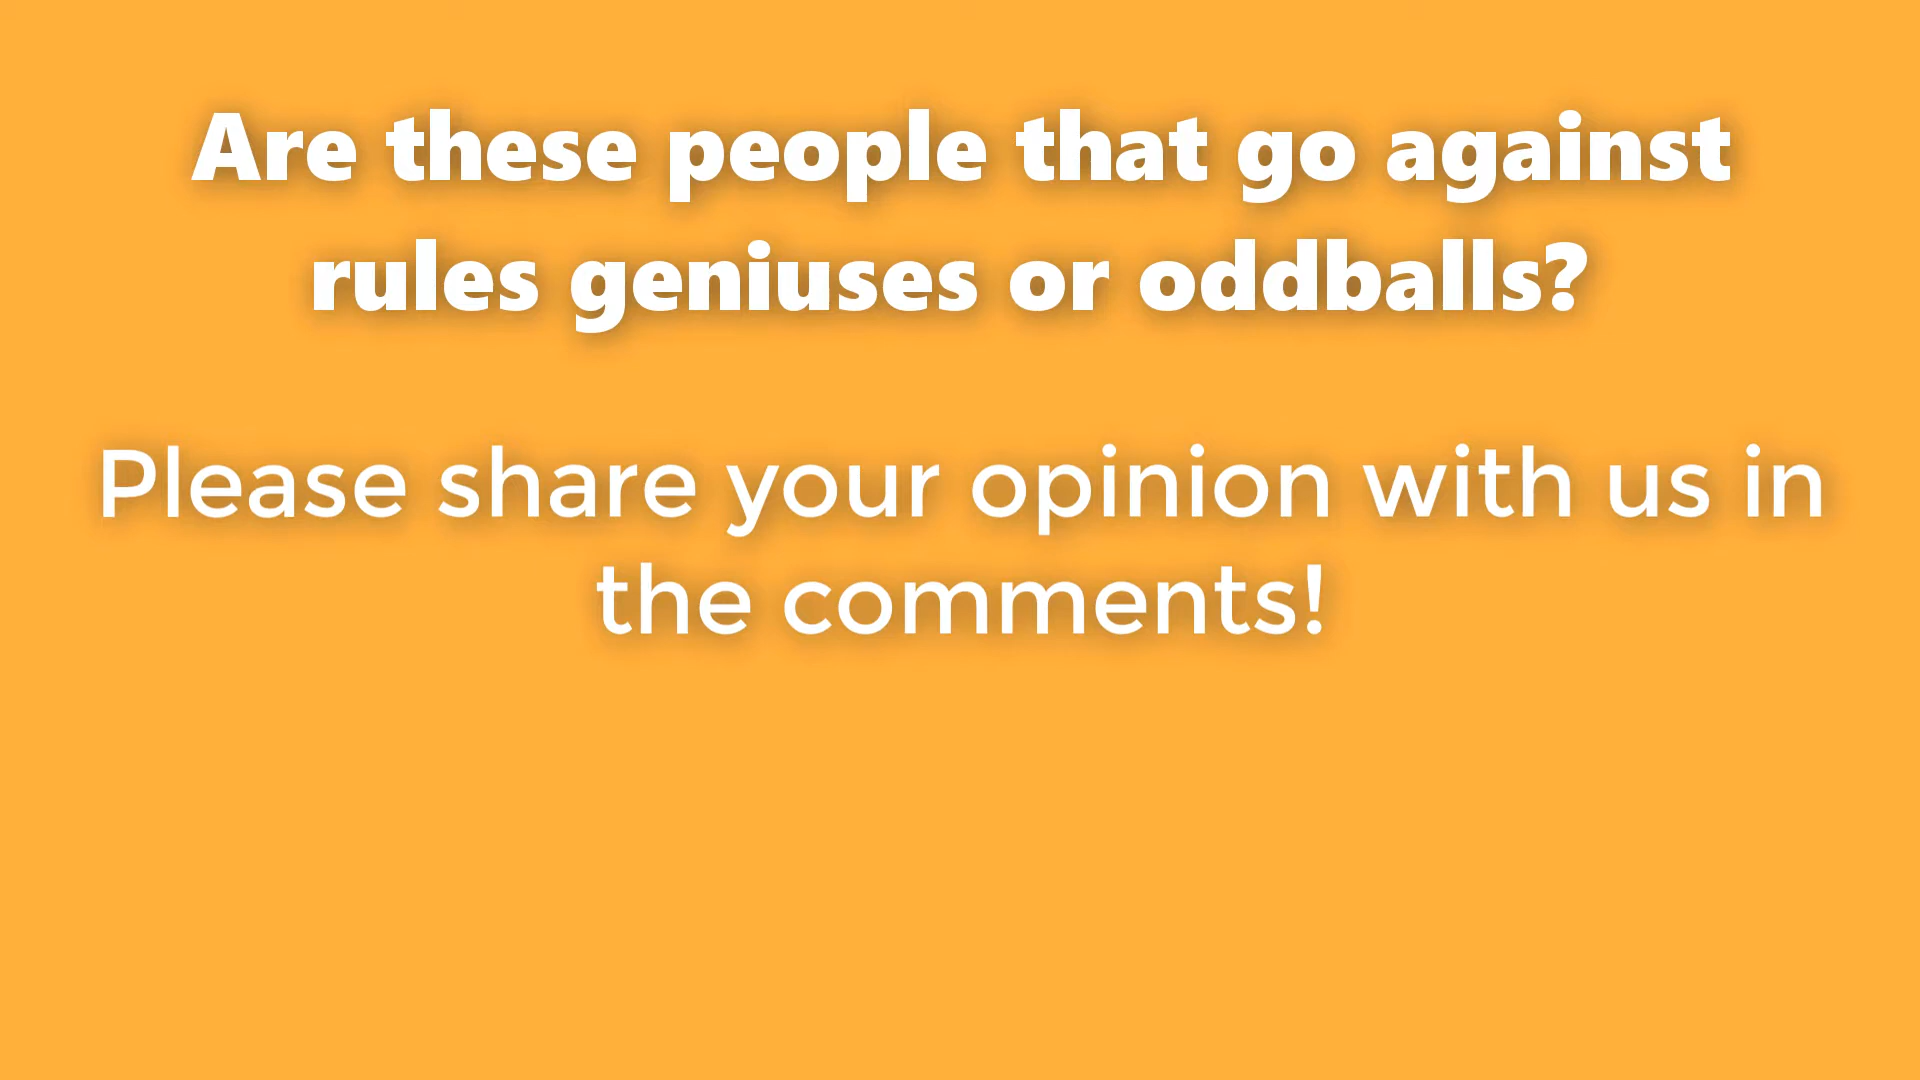 Are these people that go against
rules geniuses or oddballs?
Please share your opinion with us in
the comments!